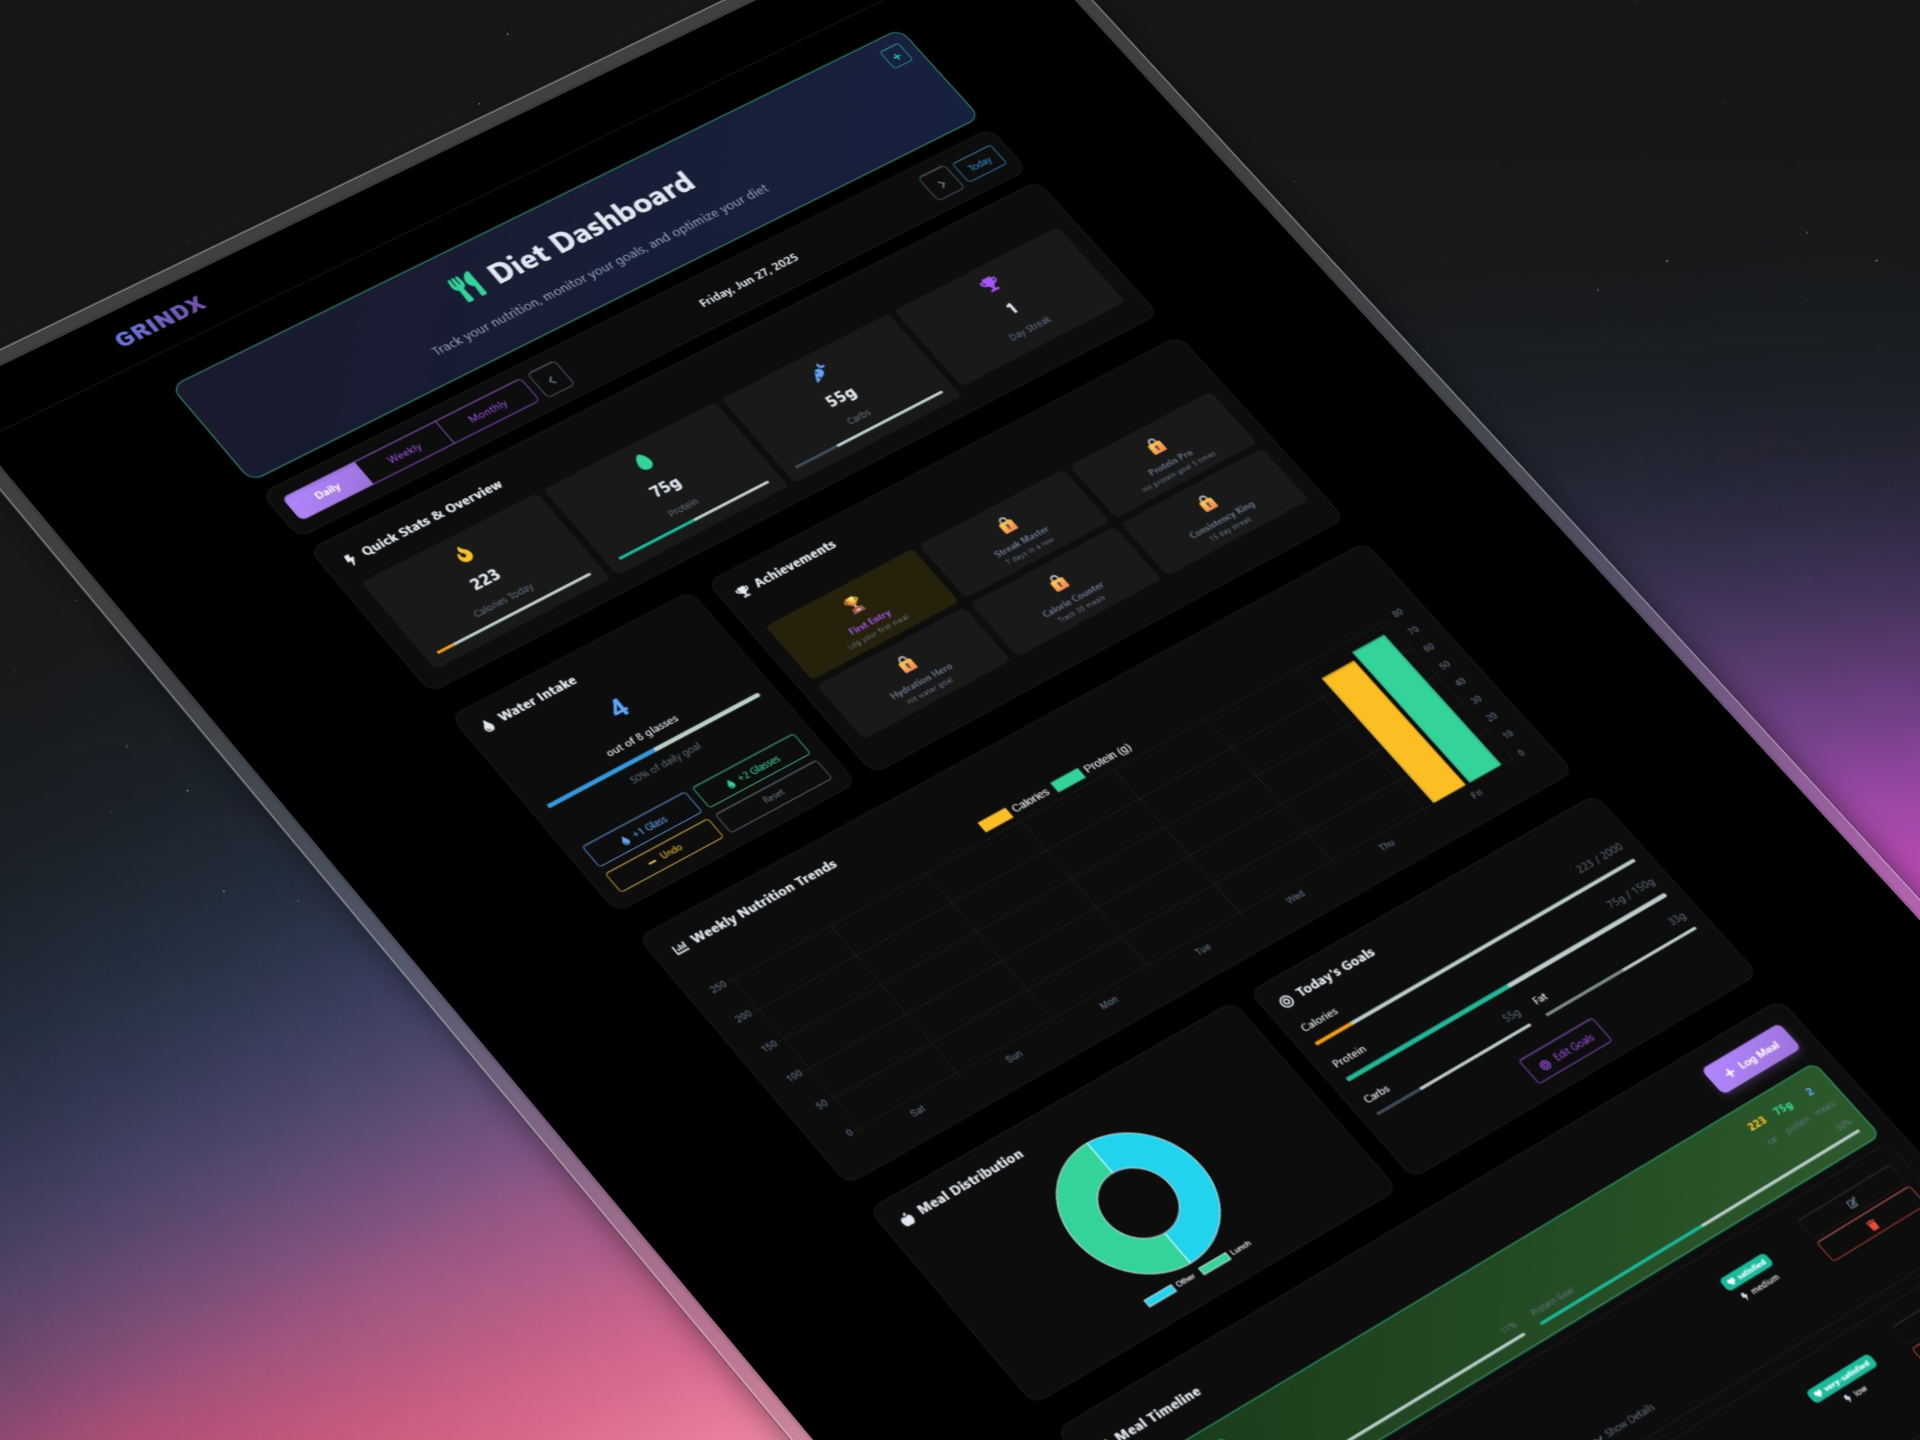 GRINDX
Diet Dashboard
Track your nutrition, monitor your goals, and optimize your diet
Daily
Weekly
Monthly
Friday, Jun 27, 2025
Today
Quick Stats & Overview
223
Calories Today
75g
Protein
55g
Carbs
1
Day Streak
Water Intake
4
out of 8 glasses
50% of daily goal
+1 Glass
+2 Glasses
Undo
Reset
Achievements
First Entry
Log your first meal
Streak Master
7 days in a row
Protein Pro
Hit protein goal 5 times
Hydration Hero
Hit water goal
Calorie Counter
Track 30 meals
Consistency King
15 day streak
Weekly Nutrition Trends
Calories
Protein (g)
250
200
150
100
50
0
80
70
60
50
40
30
20
10
0
Sat
Sun
Mon
Tue
Wed
Thu
Fri
Meal Distribution
Other
Lunch
Today's Goals
Calories
223 / 2000
Protein
75g / 150g
Carbs
55g
Fat
33g
Edit Goals
Meal Timeline
+ Log Meal
223
cal
75g
protein
2
meals
11%
Protein Goal
50%
satisfied
medium
very-satisfied
low
Show Details